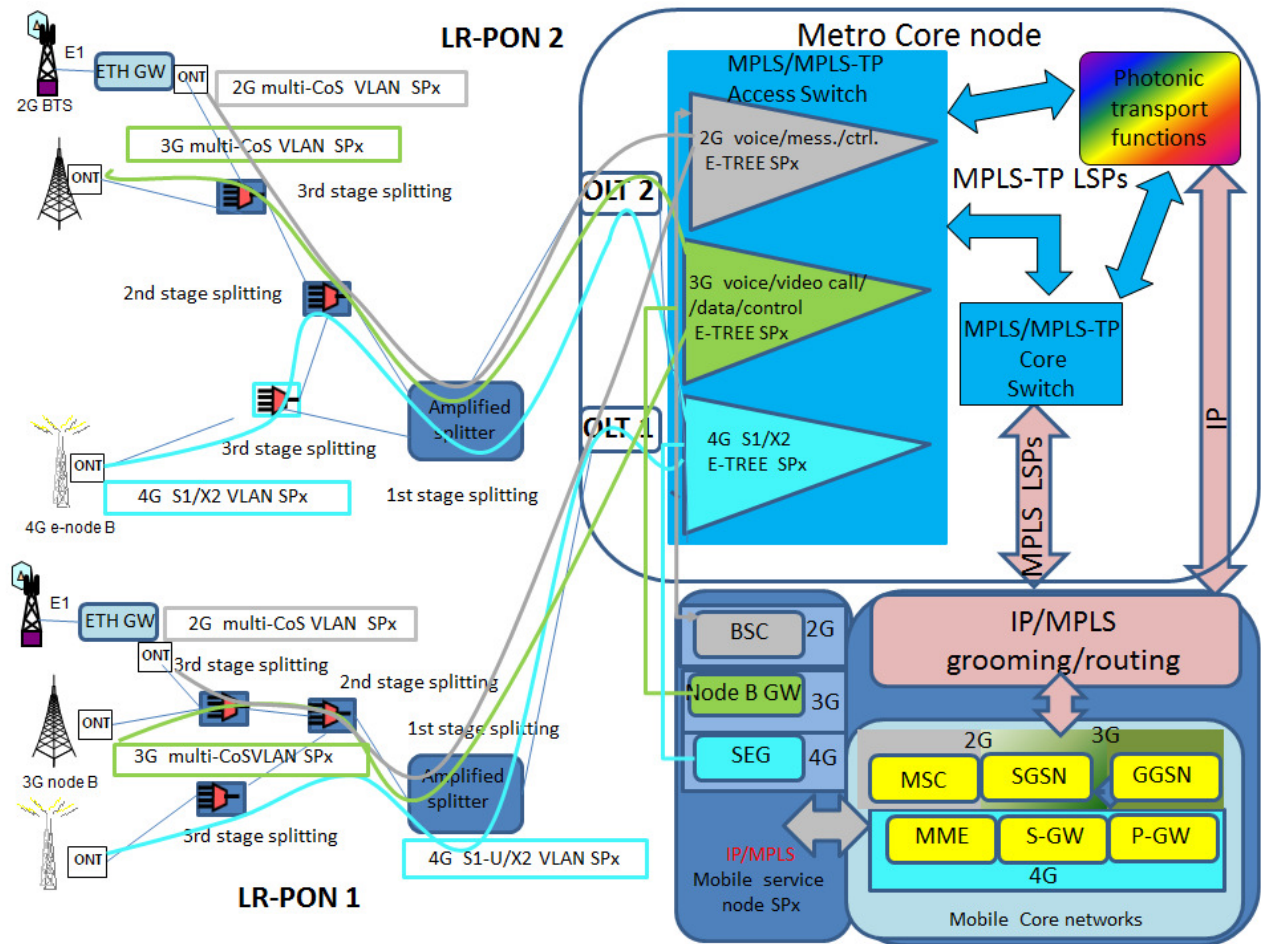 LR-PON 2
Metro Core node
E1
ETH GW
ONT
2G BTS
2G multi-CoS VLAN SPx
3G multi-CoS VLAN SPx
ONT
3rd stage splitting
2nd stage splitting
Amplified
splitter
3rd stage splitting
ONT
4G S1/X2 VLAN SPx
4G e-node B
1st stage splitting
OLT 2
OLT 1
MPLS/MPLS-TP
Access Switch
2G voice/mess./ctrl.
E-TREE SPx
3G voice/video call/
/data/control
E-TREE SPx
4G S1/X2
E-TREE SPx
Photonic
transport
functions
MPLS-TP LSPs
MPLS/MPLS-TP
Core
Switch
MPLS LSPs
IP
E1
ETH GW
2G multi-CoS VLAN SPx
ONT
3rd stage splitting
2nd stage splitting
ONT
1st stage splitting
3G multi-CoSVLAN SPx
3G node B
Amplified
splitter
3rd stage splitting
ONT
4G S1-U/X2 VLAN SPx
LR-PON 1
BSC
2G
Node B GW
3G
SEG
4G
IP/MPLS
Mobile service
node SPx
IP/MPLS
grooming/routing
2G
3G
MSC
SGSN
GGSN
MME
S-GW
P-GW
4G
Mobile Core networks